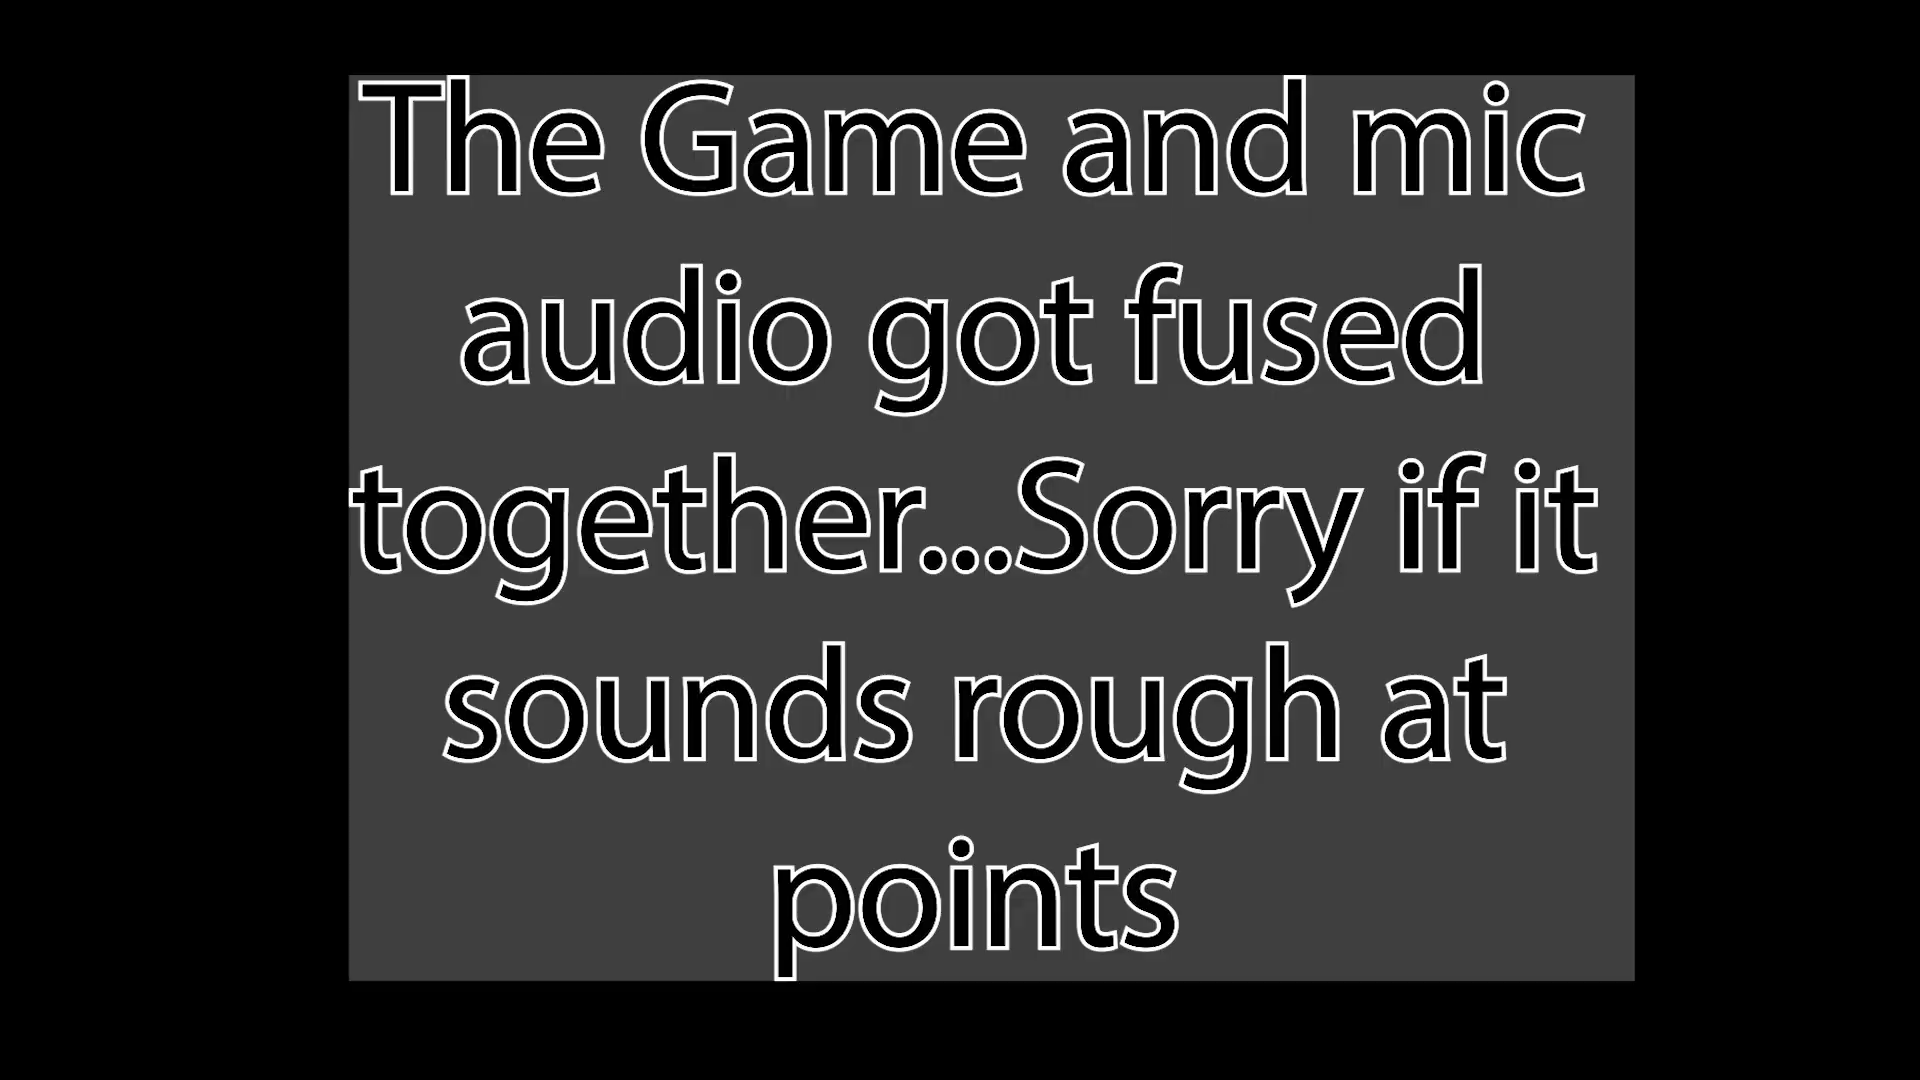 The Game and mic
audio got fused
together...Sorry if it
sounds rough at
points